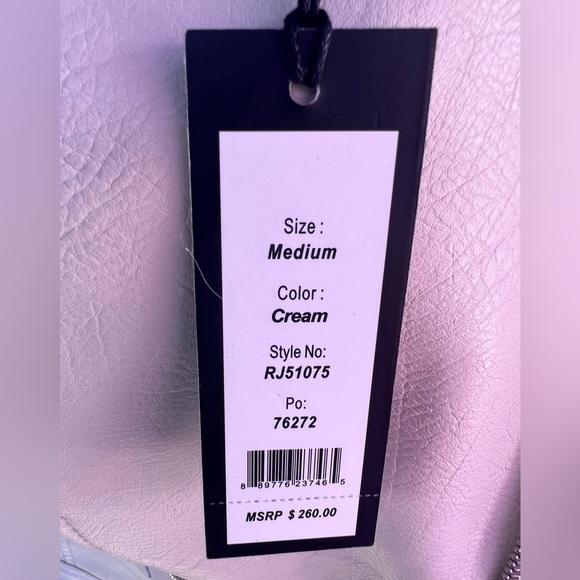 Size :
Medium
Color :
Cream
Style No:
RJ51075
Po:
76272
8 89776 23746 5
MSRP $ 260.00